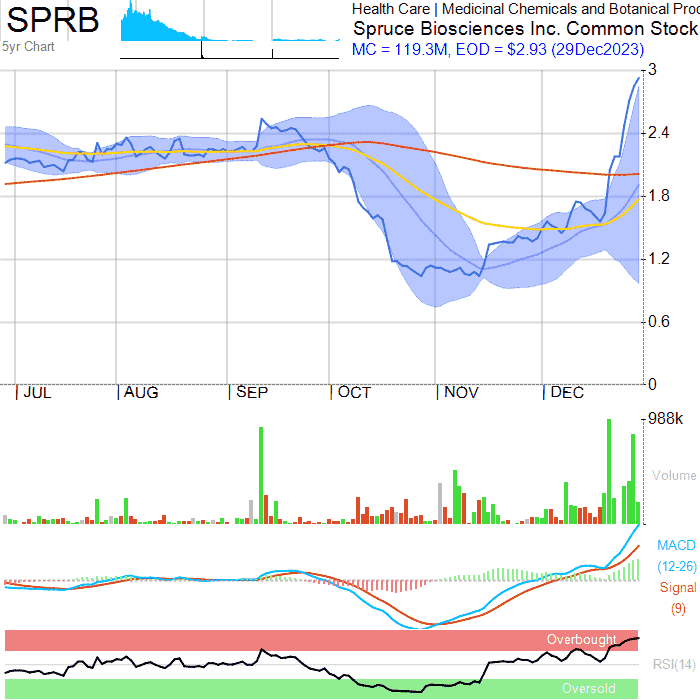 SPRB
5yr Chart
Health Care | Medicinal Chemicals and Botanical Proc
Spruce Biosciences Inc. Common Stock
MC = 119.3M, EOD = $2.93 (29Dec2023)
3
2.4
1.8
1.2
0.6
0
JUL AUG SEP OCT NOV DEC
988k
Volume
MACD
(12-26)
Signal
(9)
Overbought
RSI(14)
Oversold